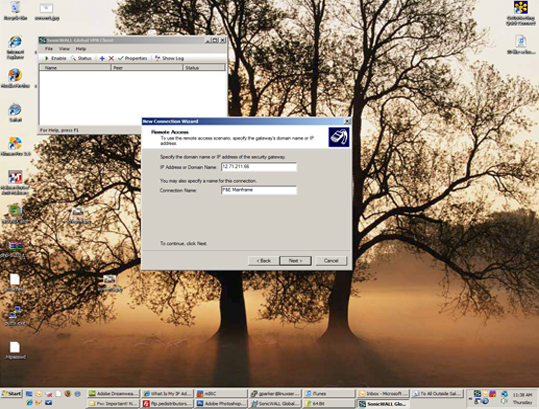 Recycle Bin
Internet Explorer
SonicWALL Global VPN Client
File View Help
Enable Status Properties Show Log
Name Peer Status
For Help, press F1
New Connection Wizard
Remote Access
To use the remote access scenario, specify the gateway's domain name or IP address.
Specify the domain name or IP address of the security gateway.
IP Address or Domain Name: 12.71.211.66
You may also specify a name for this connection.
Connection Name: P&E Mainframe
To continue, click Next.
< Back Next > Cancel
Start
Adobe Dreamwea...
What Is My IP Ad...
mIRC
iTunes
Inbox - Microsoft ...
To All Outside Sal...
11:38 AM
Fw: Important! N...
ftp.pedistributors...
Adobe Photoshop...
SonicWALL Global...
64 Bit
SonicWALL Glo...
Thursday